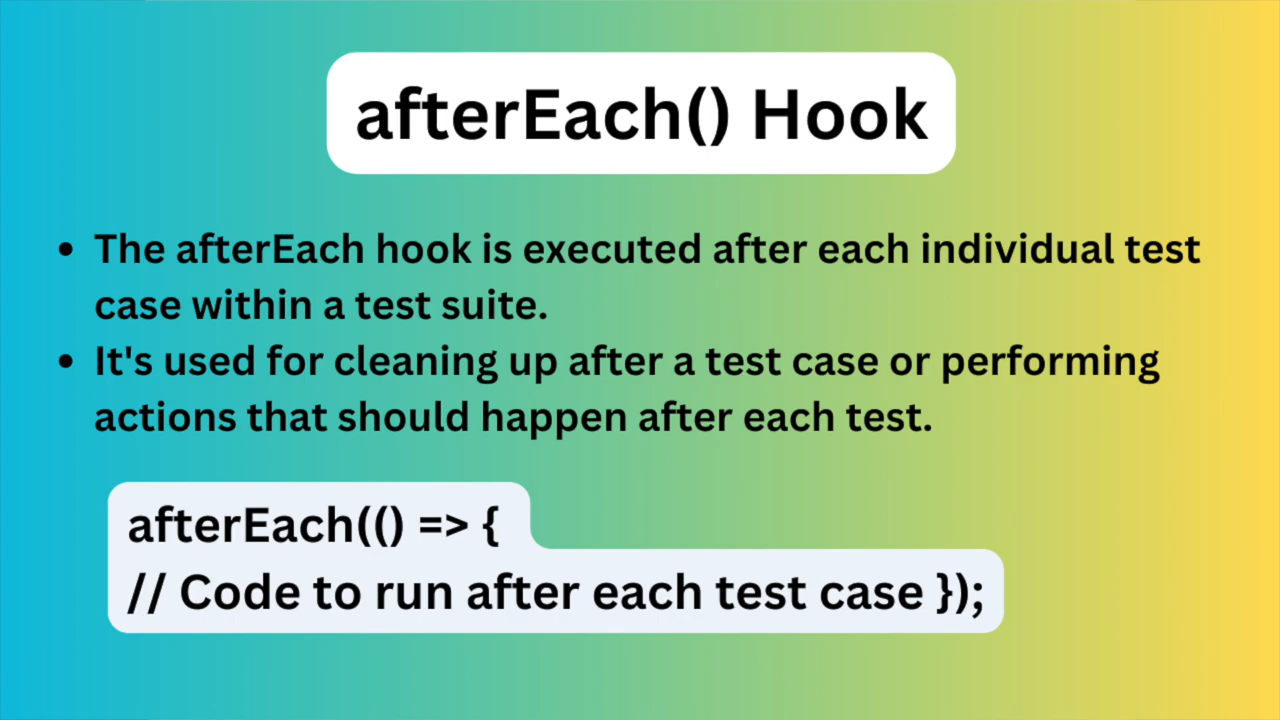 afterEach() Hook
• The afterEach hook is executed after each individual test
case within a test suite.
• It's used for cleaning up after a test case or performing
actions that should happen after each test.
afterEach(() => {
// Code to run after each test case });